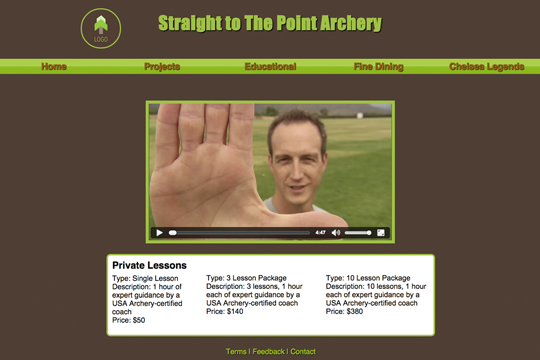 LOGO
Straight to The Point Archery
Home Projects Educational Fine Dining Chelsea Legends
4:47
Private Lessons
Type: Single Lesson
Description: 1 hour of
expert guidance by a
USA Archery-certified
coach
Price: $50
Type: 3 Lesson Package
Description: 3 lessons, 1 hour
each of expert guidance by a
USA Archery-certified coach
Price: $140
Type: 10 Lesson Package
Description: 10 lessons, 1 hour
each of expert guidance by a
USA Archery-certified coach
Price: $380
Terms | Feedback | Contact